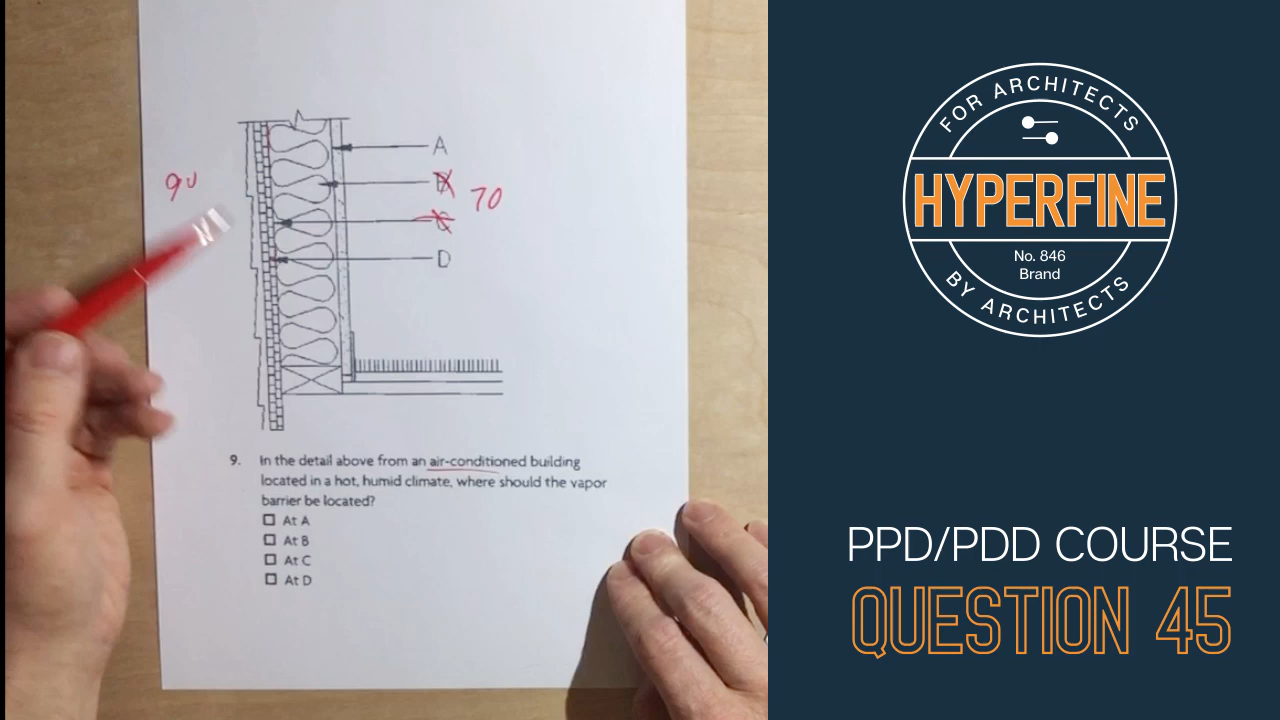 FOR ARCHITECTS
HYPERFINE
No. 846
Brand
BY ARCHITECTS
A
90
70
D
9. In the detail above from an air-conditioned building
located in a hot, humid climate, where should the vapor
barrier be located?
At A
At B
At C
At D
PPD/PDD COURSE
QUESTION 45